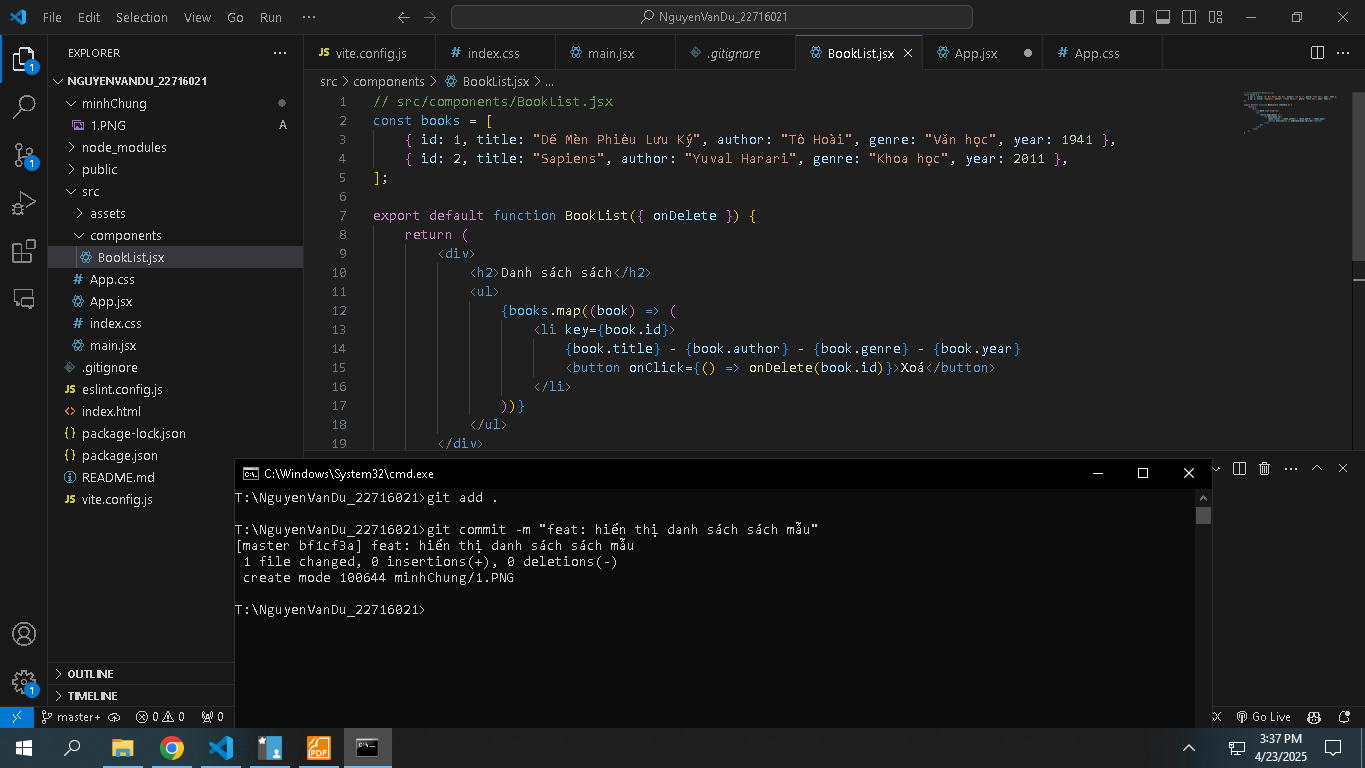 File Edit Selection View Go Run ···
NguyenVanDu_22716021
EXPLORER
NGUYENVANDU_22716021
minhChung
1.PNG A
node_modules
public
src
assets
components
BookList.jsx
App.css
App.jsx
index.css
main.jsx
.gitignore
eslint.config.js
index.html
package-lock.json
package.json
README.md
vite.config.js
OUTLINE
TIMELINE
vite.config.js index.css main.jsx .gitignore BookList.jsx App.jsx App.css
src > components > BookList.jsx > ...
1 // src/components/BookList.jsx
2 const books = [
3 { id: 1, title: "Dế Mèn Phiêu Lưu Ký", author: "Tô Hoài", genre: "Văn học", year: 1941 },
4 { id: 2, title: "Sapiens", author: "Yuval Harari", genre: "Khoa học", year: 2011 },
5 ];
6
7 export default function BookList({ onDelete }) {
8 return (
9 <div>
10 <h2>Danh sách sách</h2>
11 <ul>
12 {books.map((book) => (
13 <li key={book.id}>
14 {book.title} - {book.author} - {book.genre} - {book.year}
15 <button onClick={() => onDelete(book.id)}>Xoá</button>
16 </li>
17 ))}
18 </ul>
19 </div>
C:\Windows\System32\cmd.exe
T:\NguyenVanDu_22716021>git add .
T:\NguyenVanDu_22716021>git commit -m "feat: hiển thị danh sách sách mẫu"
[master bf1cf3a] feat: hiển thị danh sách sách mẫu
1 file changed, 0 insertions(+), 0 deletions(-)
create mode 100644 minhChung/1.PNG
T:\NguyenVanDu_22716021>
master+ 0 0 0 Go Live
3:37 PM
4/23/2025